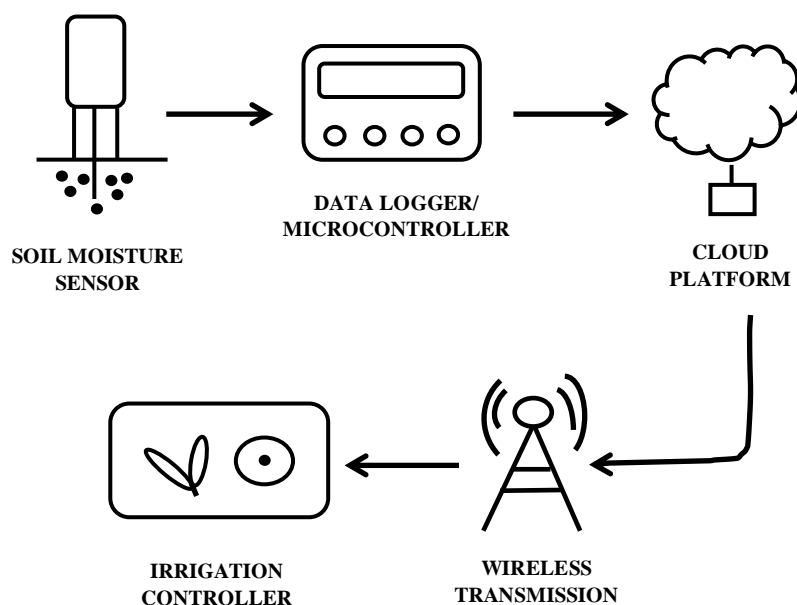 SOIL MOISTURE
SENSOR
DATA LOGGER/
MICROCONTROLLER
CLOUD
PLATFORM
IRRIGATION
CONTROLLER
WIRELESS
TRANSMISSION